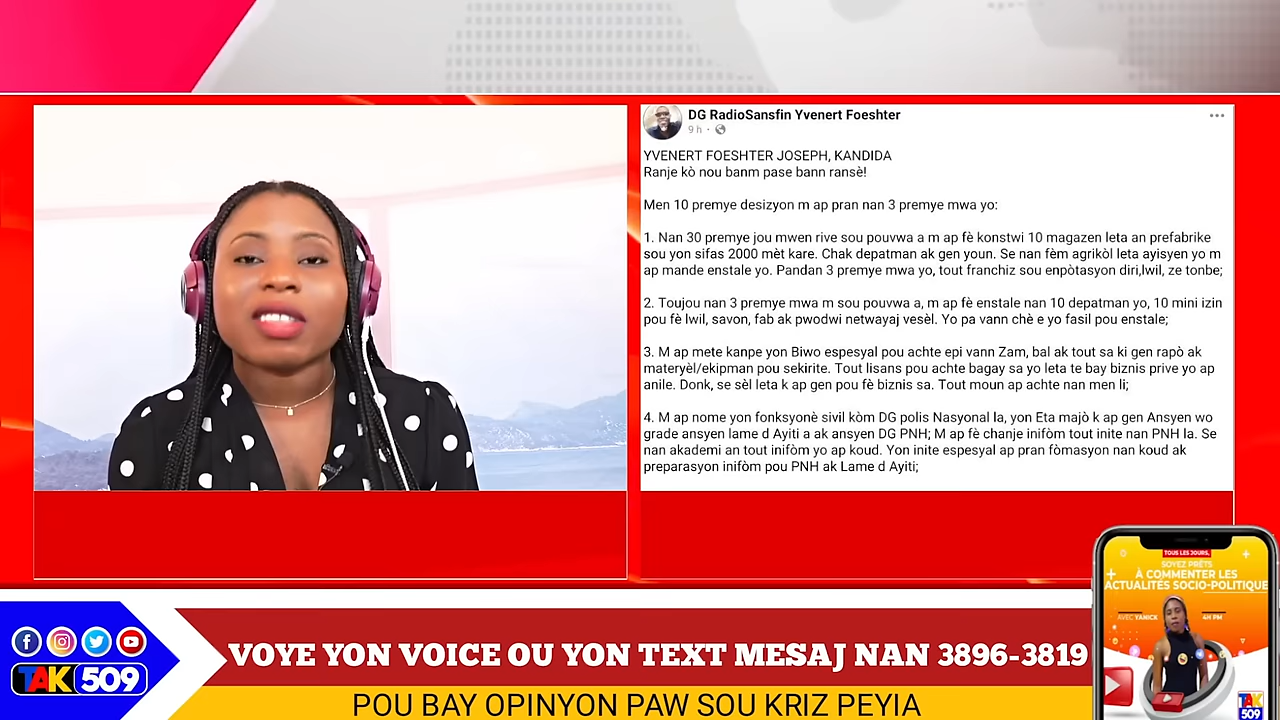 DG RadioSansfin Yvenert Foeshter
9 h ·
YVENERT FOESHTER JOSEPH, KANDIDA
Ranje kò nou banm pase bann ransè!
Men 10 premye desizyon m ap pran nan 3 premye mwa yo:
1. Nan 30 premye jou mwen rive sou pouvwa a m ap fè konstwi 10 magazen leta an prefabrike
sou yon sifas 2000 mèt kare. Chak depatman ak gen youn. Se nan fèm agrikòl leta ayisyen yo m
ap mande enstale yo. Pandan 3 premye mwa yo, tout franchiz sou enpòtasyon diri,lwil, ze tonbe;
2. Toujou nan 3 premye mwa m sou pouvwa a, m ap fè enstale nan 10 depatman yo, 10 mini izin
pou fè lwil, savon, fab ak pwodwi netwayaj vesèl. Yo pa vann chè e yo fasil pou enstale;
3. M ap mete kanpe yon Biwo espesyal pou achte epi vann Zam, bal ak tout sa ki gen rapò ak
materyèl/ekipman pou sekirite. Tout lisans pou achte bagay sa yo leta te bay biznis prive yo ap
anile. Donk, se sèl leta k ap gen pou fè biznis sa. Tout moun ap achte nan men li;
4. M ap nome yon fonksyonè sivil kòm DG polis Nasyonal la, yon Eta majò k ap gen Ansyen wo
grade ansyen lame d Ayiti a ak ansyen DG PNH; M ap fè chanje inifòm tout inite nan PNH la. Se
nan akademi an tout inifòm yo ap koud. Yon inite espesyal ap pran fòmasyon nan koud ak
preparasyon inifòm pou PNH ak Lame d Ayiti;
TOUS LES JOURS,
SOYEZ PRÊTS
À COMMENTER LES
ACTUALITÉS SOCIO-POLITIQUE
AVEC YANICK
4H PM
TAK 509
VOYE YON VOICE OU YON TEXT MESAJ NAN 3896-3819
POU BAY OPINYON PAW SOU KRIZ PEYIA
TAK
509